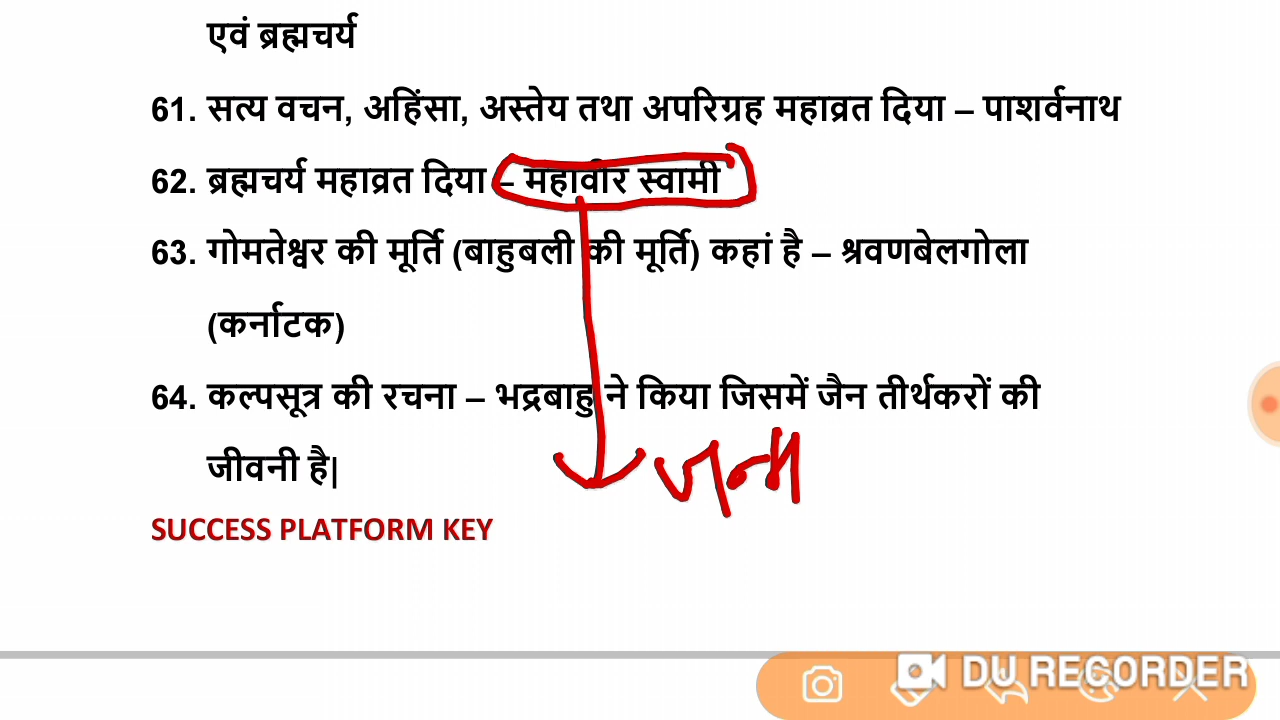 एवं ब्रह्मचर्य
61. सत्य वचन, अहिंसा, अस्तेय तथा अपरिग्रह महाव्रत दिया – पाशर्वनाथ
62. ब्रह्मचर्य महाव्रत दिया – महावीर स्वामी
63. गोमतेश्वर की मूर्ति (बाहुबली की मूर्ति) कहां है – श्रवणबेलगोला
(कर्नाटक)
64. कल्पसूत्र की रचना – भद्रबाहु ने किया जिसमें जैन तीर्थकरों की
जीवनी है|
जन्म
SUCCESS PLATFORM KEY
DU RECORDER